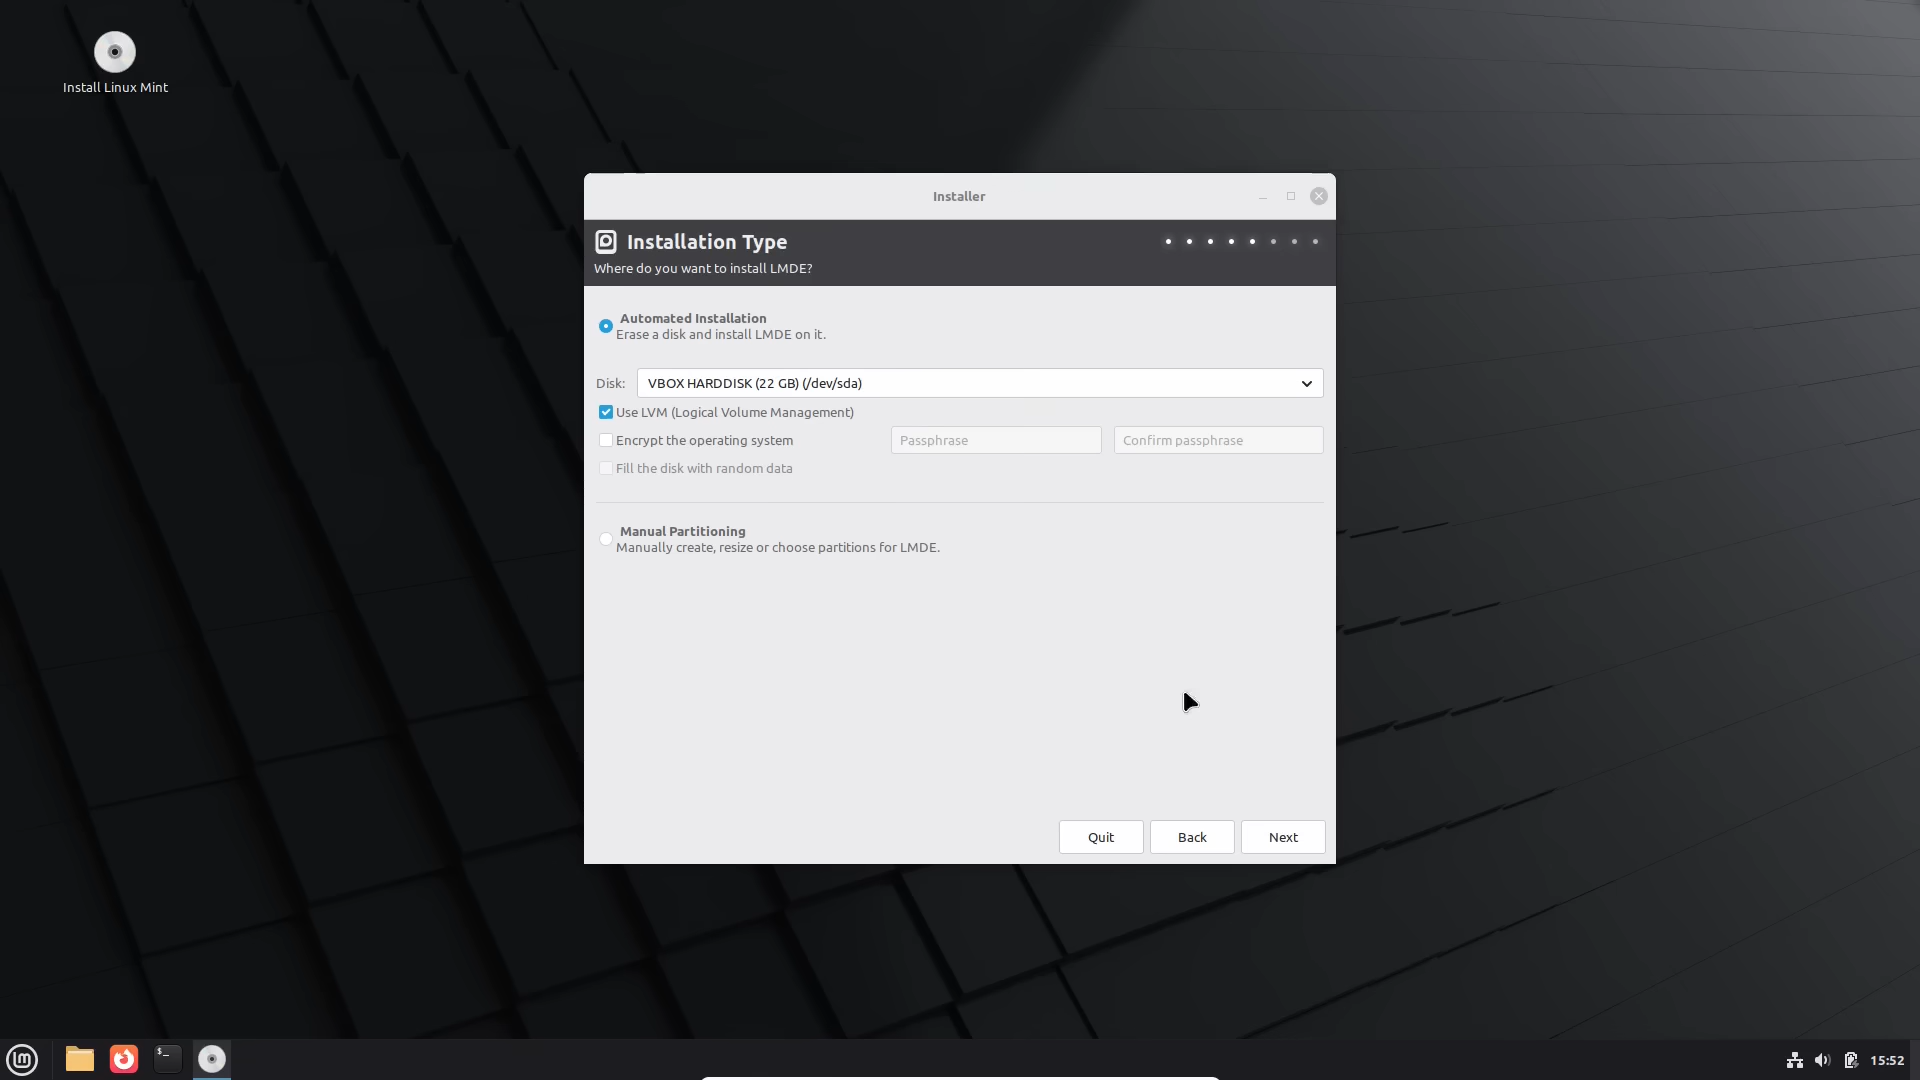 Install Linux Mint
Installer
Installation Type
Where do you want to install LMDE?
Automated Installation
Erase a disk and install LMDE on it.
Disk: VBOX HARDDISK (22 GB) (/dev/sda)
Use LVM (Logical Volume Management)
Encrypt the operating system Passphrase Confirm passphrase
Fill the disk with random data
Manual Partitioning
Manually create, resize or choose partitions for LMDE.
Quit Back Next
lm $_ 15:52